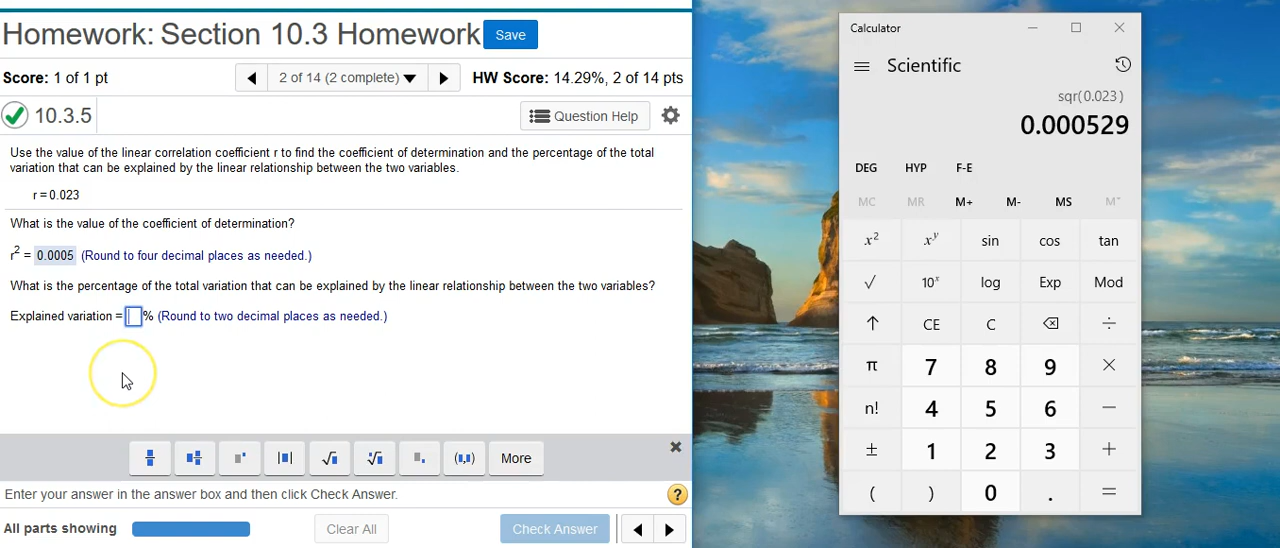 Homework: Section 10.3 Homework
Save
Score: 1 of 1 pt
2 of 14 (2 complete)
HW Score: 14.29%, 2 of 14 pts
10.3.5
Question Help
Use the value of the linear correlation coefficient r to find the coefficient of determination and the percentage of the total
variation that can be explained by the linear relationship between the two variables.
r = 0.023
What is the value of the coefficient of determination?
r² = 0.0005 (Round to four decimal places as needed.)
What is the percentage of the total variation that can be explained by the linear relationship between the two variables?
Explained variation = % (Round to two decimal places as needed.)
More
Enter your answer in the answer box and then click Check Answer.
?
All parts showing
Clear All
Check Answer
Calculator
Scientific
sqr(0.023)
0.000529
DEG HYP F-E
MC MR M+ M- MS M˅
x² xʸ sin cos tan
√ 10ˣ log Exp Mod
↑ CE C ÷
π 7 8 9 ×
n! 4 5 6 −
± 1 2 3 +
( ) 0 . =